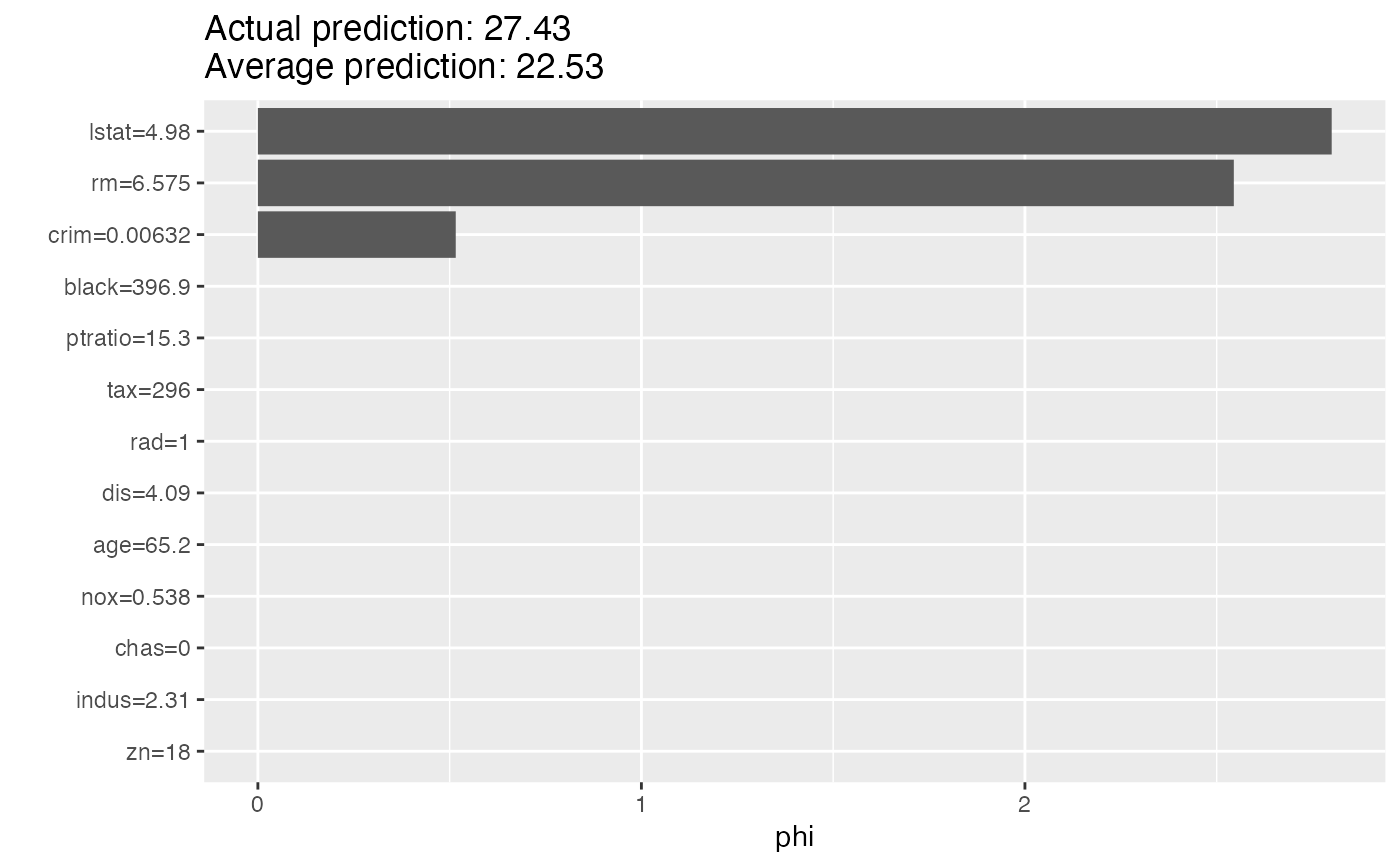 Actual prediction: 27.43
Average prediction: 22.53
lstat=4.98
rm=6.575
crim=0.00632
black=396.9
ptratio=15.3
tax=296
rad=1
dis=4.09
age=65.2
nox=0.538
chas=0
indus=2.31
zn=18
0 1 2
phi